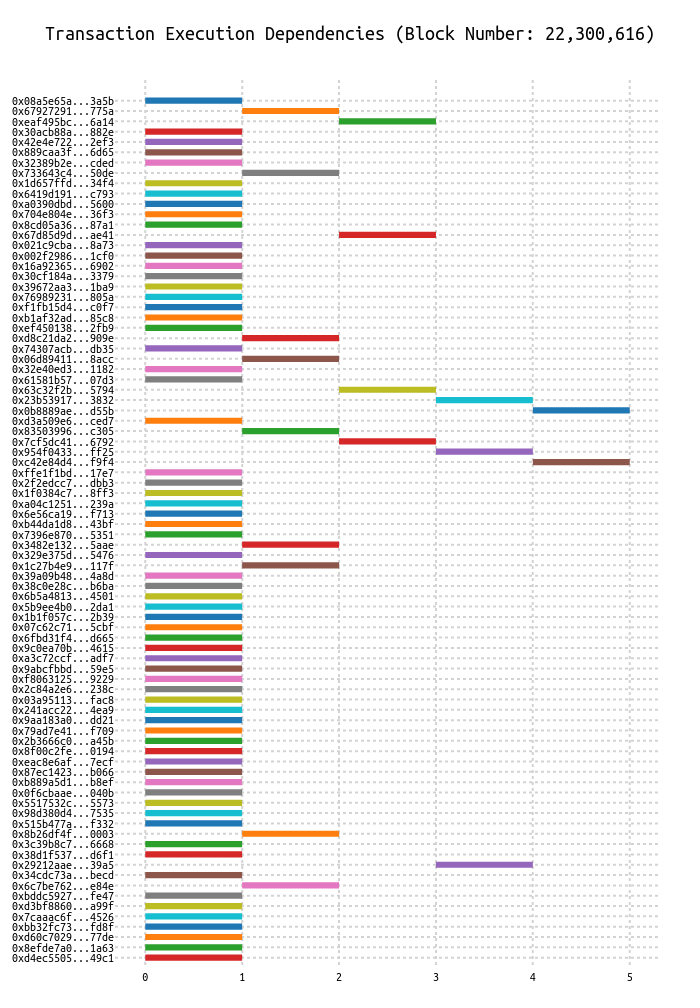 Transaction Execution Dependencies (Block Number: 22,300,616)
0x08a5e65a...3a5b
0x67927291...775a
0xeaf495bc...6a14
0x30acb88a...882e
0x42e4e722...2ef3
0x889caa3f...6d65
0x32389b2e...cded
0x733643c4...50de
0x1d657ffd...34f4
0x6419d191...c793
0xa0390dbd...5600
0x704e804e...36f3
0x8cd05a36...87a1
0x67d85d9d...ae41
0x021c9cba...8a73
0x002f2986...1cf0
0x16a92365...6902
0x30cf184a...3379
0x39672aa3...1ba9
0x76989231...805a
0xf1fb15d4...c0f7
0xb1af32ad...85c8
0xef450138...2fb9
0xd8c21da2...909e
0x74307acb...db35
0x06d89411...8acc
0x32e40ed3...1182
0x61581b57...07d3
0x63c32f2b...5794
0x23b53917...3832
0x0b8889ae...d55b
0xd3a509e6...ced7
0x83503996...c305
0x7cf5dc41...6792
0x954f0433...ff25
0xc42e84d4...f9f4
0xffe1f1bd...17e7
0x2f2edcc7...dbb3
0x1f0384c7...8ff3
0xa04c1251...239a
0x6e56ca19...f713
0xb44da1d8...43bf
0x7396e870...5351
0x3482e132...5aae
0x329e375d...5476
0x1c27b4e9...117f
0x39a09b48...4a8d
0x38c0e28c...b6ba
0x6b5a4813...4501
0x5b9ee4b0...2da1
0x1b1f057c...2b39
0x07c62c71...5cbf
0x6fbd31f4...d665
0x9c0ea70b...4615
0xa3c72ccf...adf7
0x9abcfbbd...59e5
0xf8063125...9229
0x2c84a2e6...238c
0x03a95113...fac8
0x241acc22...4ea9
0x9aa183a0...dd21
0x79ad7e41...f709
0x2b3666c0...a45b
0x8f00c2fe...0194
0xeac8e6af...7ecf
0x87ec1423...b066
0xb889a5d1...b8ef
0x0f6cbaae...040b
0x5517532c...5573
0x98d380d4...7535
0x515b477a...f332
0x8b26df4f...0003
0x3c39b8c7...6668
0x38d1f537...d6f1
0x29212aae...39a5
0x34cdc73a...becd
0x6c7be762...e84e
0xbddc5927...fe47
0xd3bf8860...a99f
0x7caaac6f...4526
0xbb32fc73...fd8f
0xd60c7029...77de
0x8efde7a0...1a63
0xd4ec5505...49c1
0 1 2 3 4 5